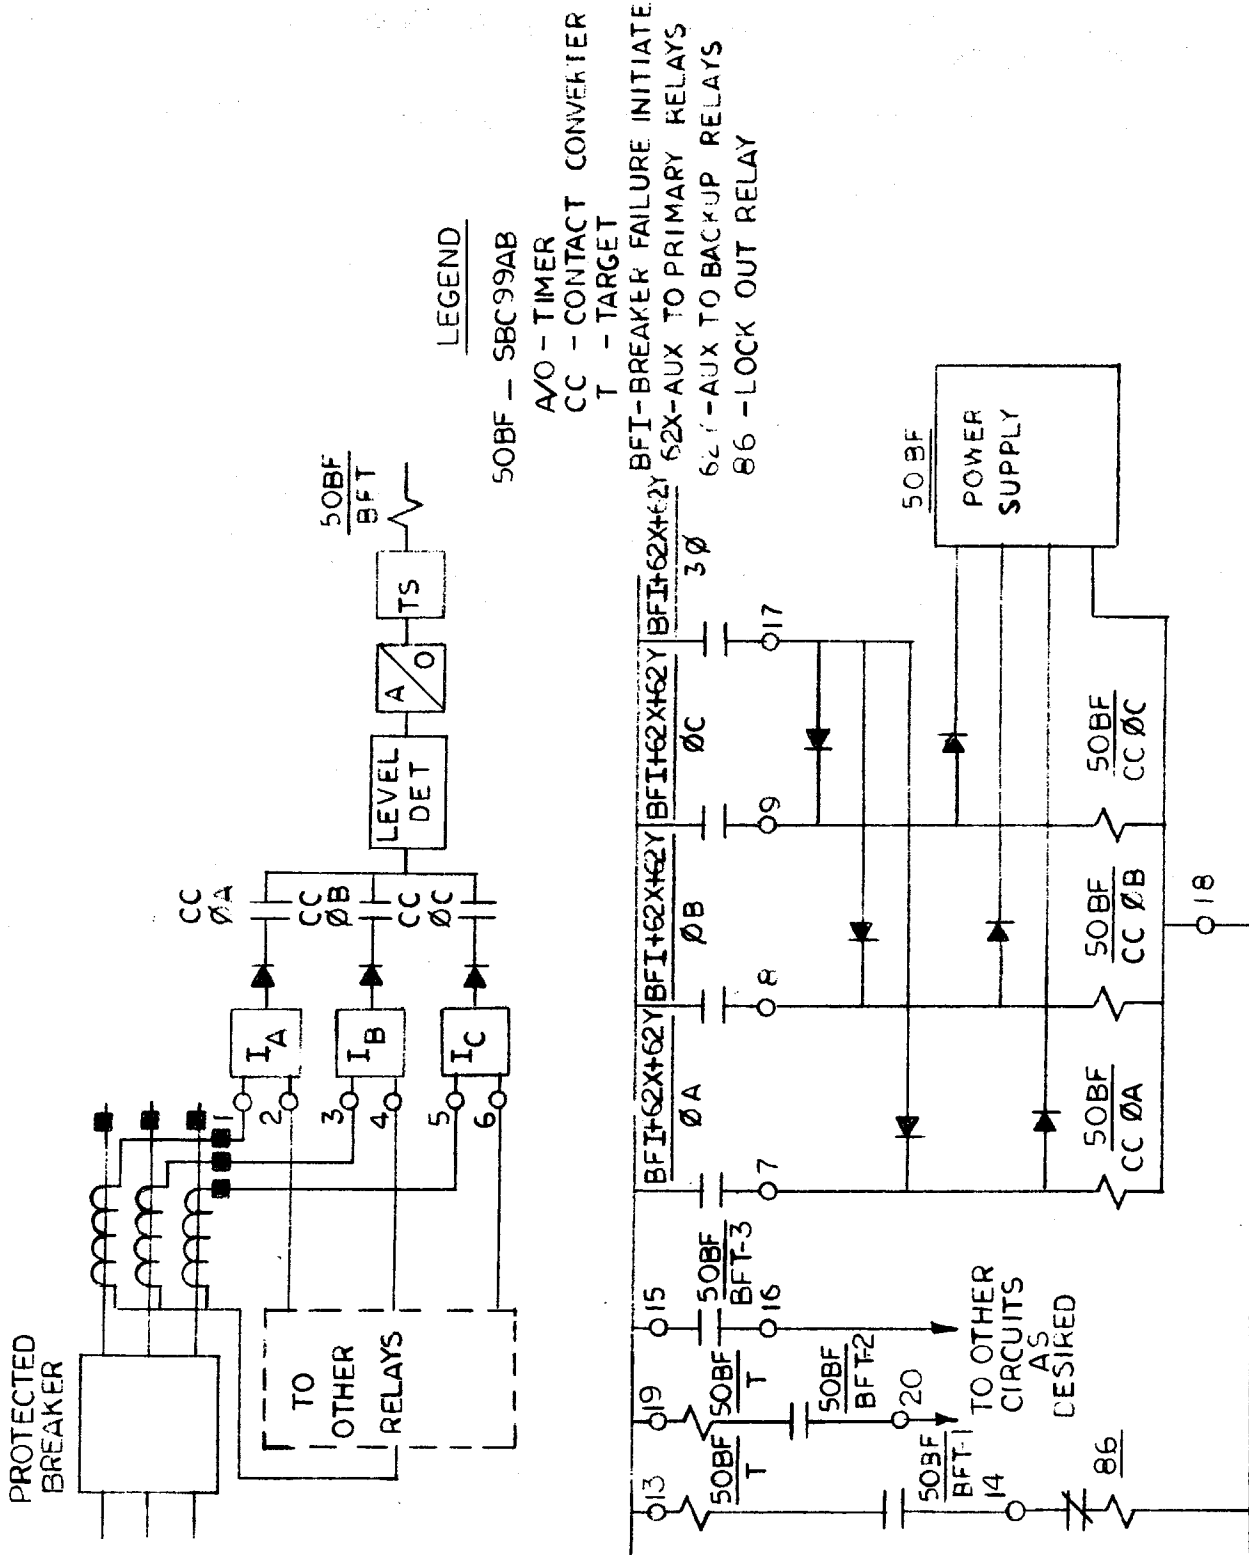 PROTECTED
BREAKER
TO
OTHER
RELAYS
1
2
3
4
5
6
IA
IB
IC
CC
ØA
CC
ØB
CC
ØC
LEVEL
DET
A/O
TS
50BF
BFT
LEGEND
50BF – SBC99AB
A/O – TIMER
CC – CONTACT CONVERTER
T – TARGET
BFI-BREAKER FAILURE INITIATE
62X-AUX TO PRIMARY RELAYS
62Y-AUX TO BACKUP RELAYS
86 – LOCK OUT RELAY
13
50BF
T
50BF
BFT-1
14
86
19
50BF
T
50BF
BFT-2
20
15
50BF
BFT-3
16
TO OTHER
CIRCUITS
AS
DESIRED
BFI+62X+62Y
ØA
7
BFI+62X+62Y
ØB
8
BFI+62X+62Y
ØC
9
BFI+62X+62Y
3Ø
17
50BF
CC ØA
50BF
CC ØB
50BF
CC ØC
18
50BF
POWER
SUPPLY